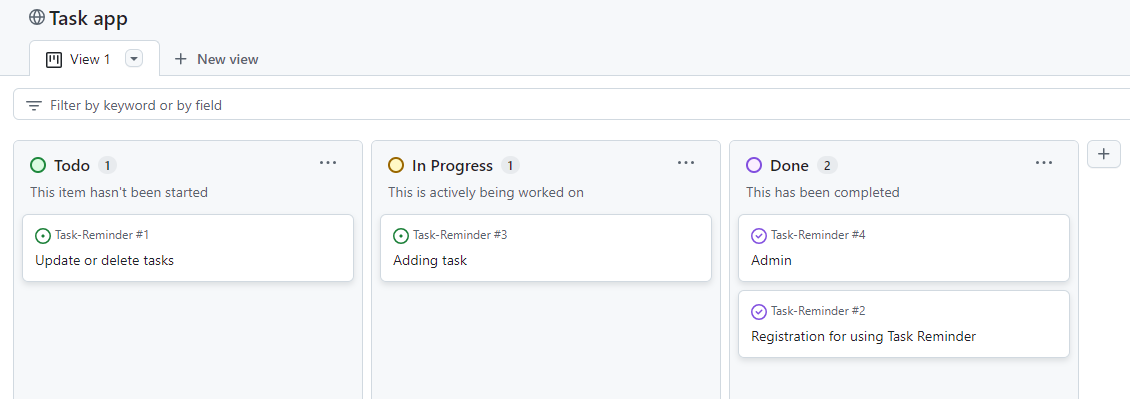 Task app
View 1
New view
Filter by keyword or by field
Todo 1
This item hasn't been started
Task-Reminder #1
Update or delete tasks
In Progress 1
This is actively being worked on
Task-Reminder #3
Adding task
Done 2
This has been completed
Task-Reminder #4
Admin
Task-Reminder #2
Registration for using Task Reminder